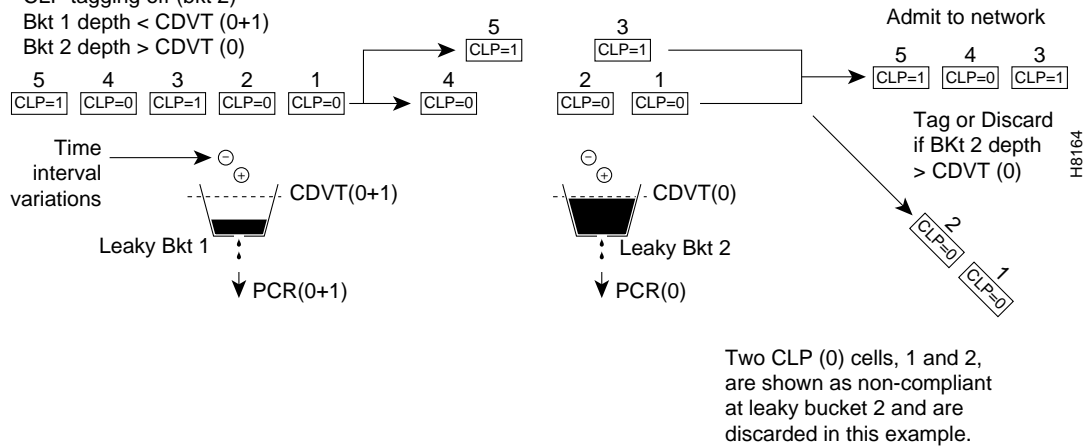 CLP tagging off (bkt 2)
Bkt 1 depth < CDVT (0+1)
Bkt 2 depth > CDVT (0)
5 4 3 2 1
CLP=1 CLP=0 CLP=1 CLP=0 CLP=0
5
CLP=1
4
CLP=0
3
CLP=1
2 1
CLP=0 CLP=0
Admit to network
5 4 3
CLP=1 CLP=0 CLP=1
Tag or Discard
if BKt 2 depth
> CDVT (0)
H8164
Time
interval
variations
− +
CDVT(0+1)
Leaky Bkt 1
PCR(0+1)
− +
CDVT(0)
Leaky Bkt 2
PCR(0)
2
CLP=0
1
CLP=0
Two CLP (0) cells, 1 and 2,
are shown as non-compliant
at leaky bucket 2 and are
discarded in this example.